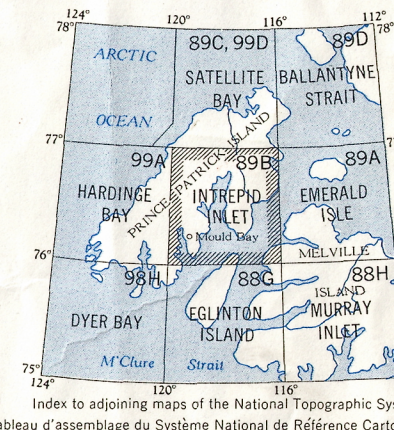 124° 120° 116° 112°
78° 78°
89C, 99D 89D
ARCTIC
SATELLITE BALLANTYNE
BAY STRAIT
OCEAN
77°
99A 89B 89A
PRINCE PATRICK ISLAND
HARDINGE INTREPID EMERALD
BAY INLET ISLE
Mould Bay
MELVILLE
76°
98H 88G 88H
ISLAND
DYER BAY EGLINTON MURRAY
ISLAND INLET
M'Clure Strait
75°
124° 120° 116°
Index to adjoining maps of the National Topographic Sys
ableau d'assemblage du Système National de Référence Carto